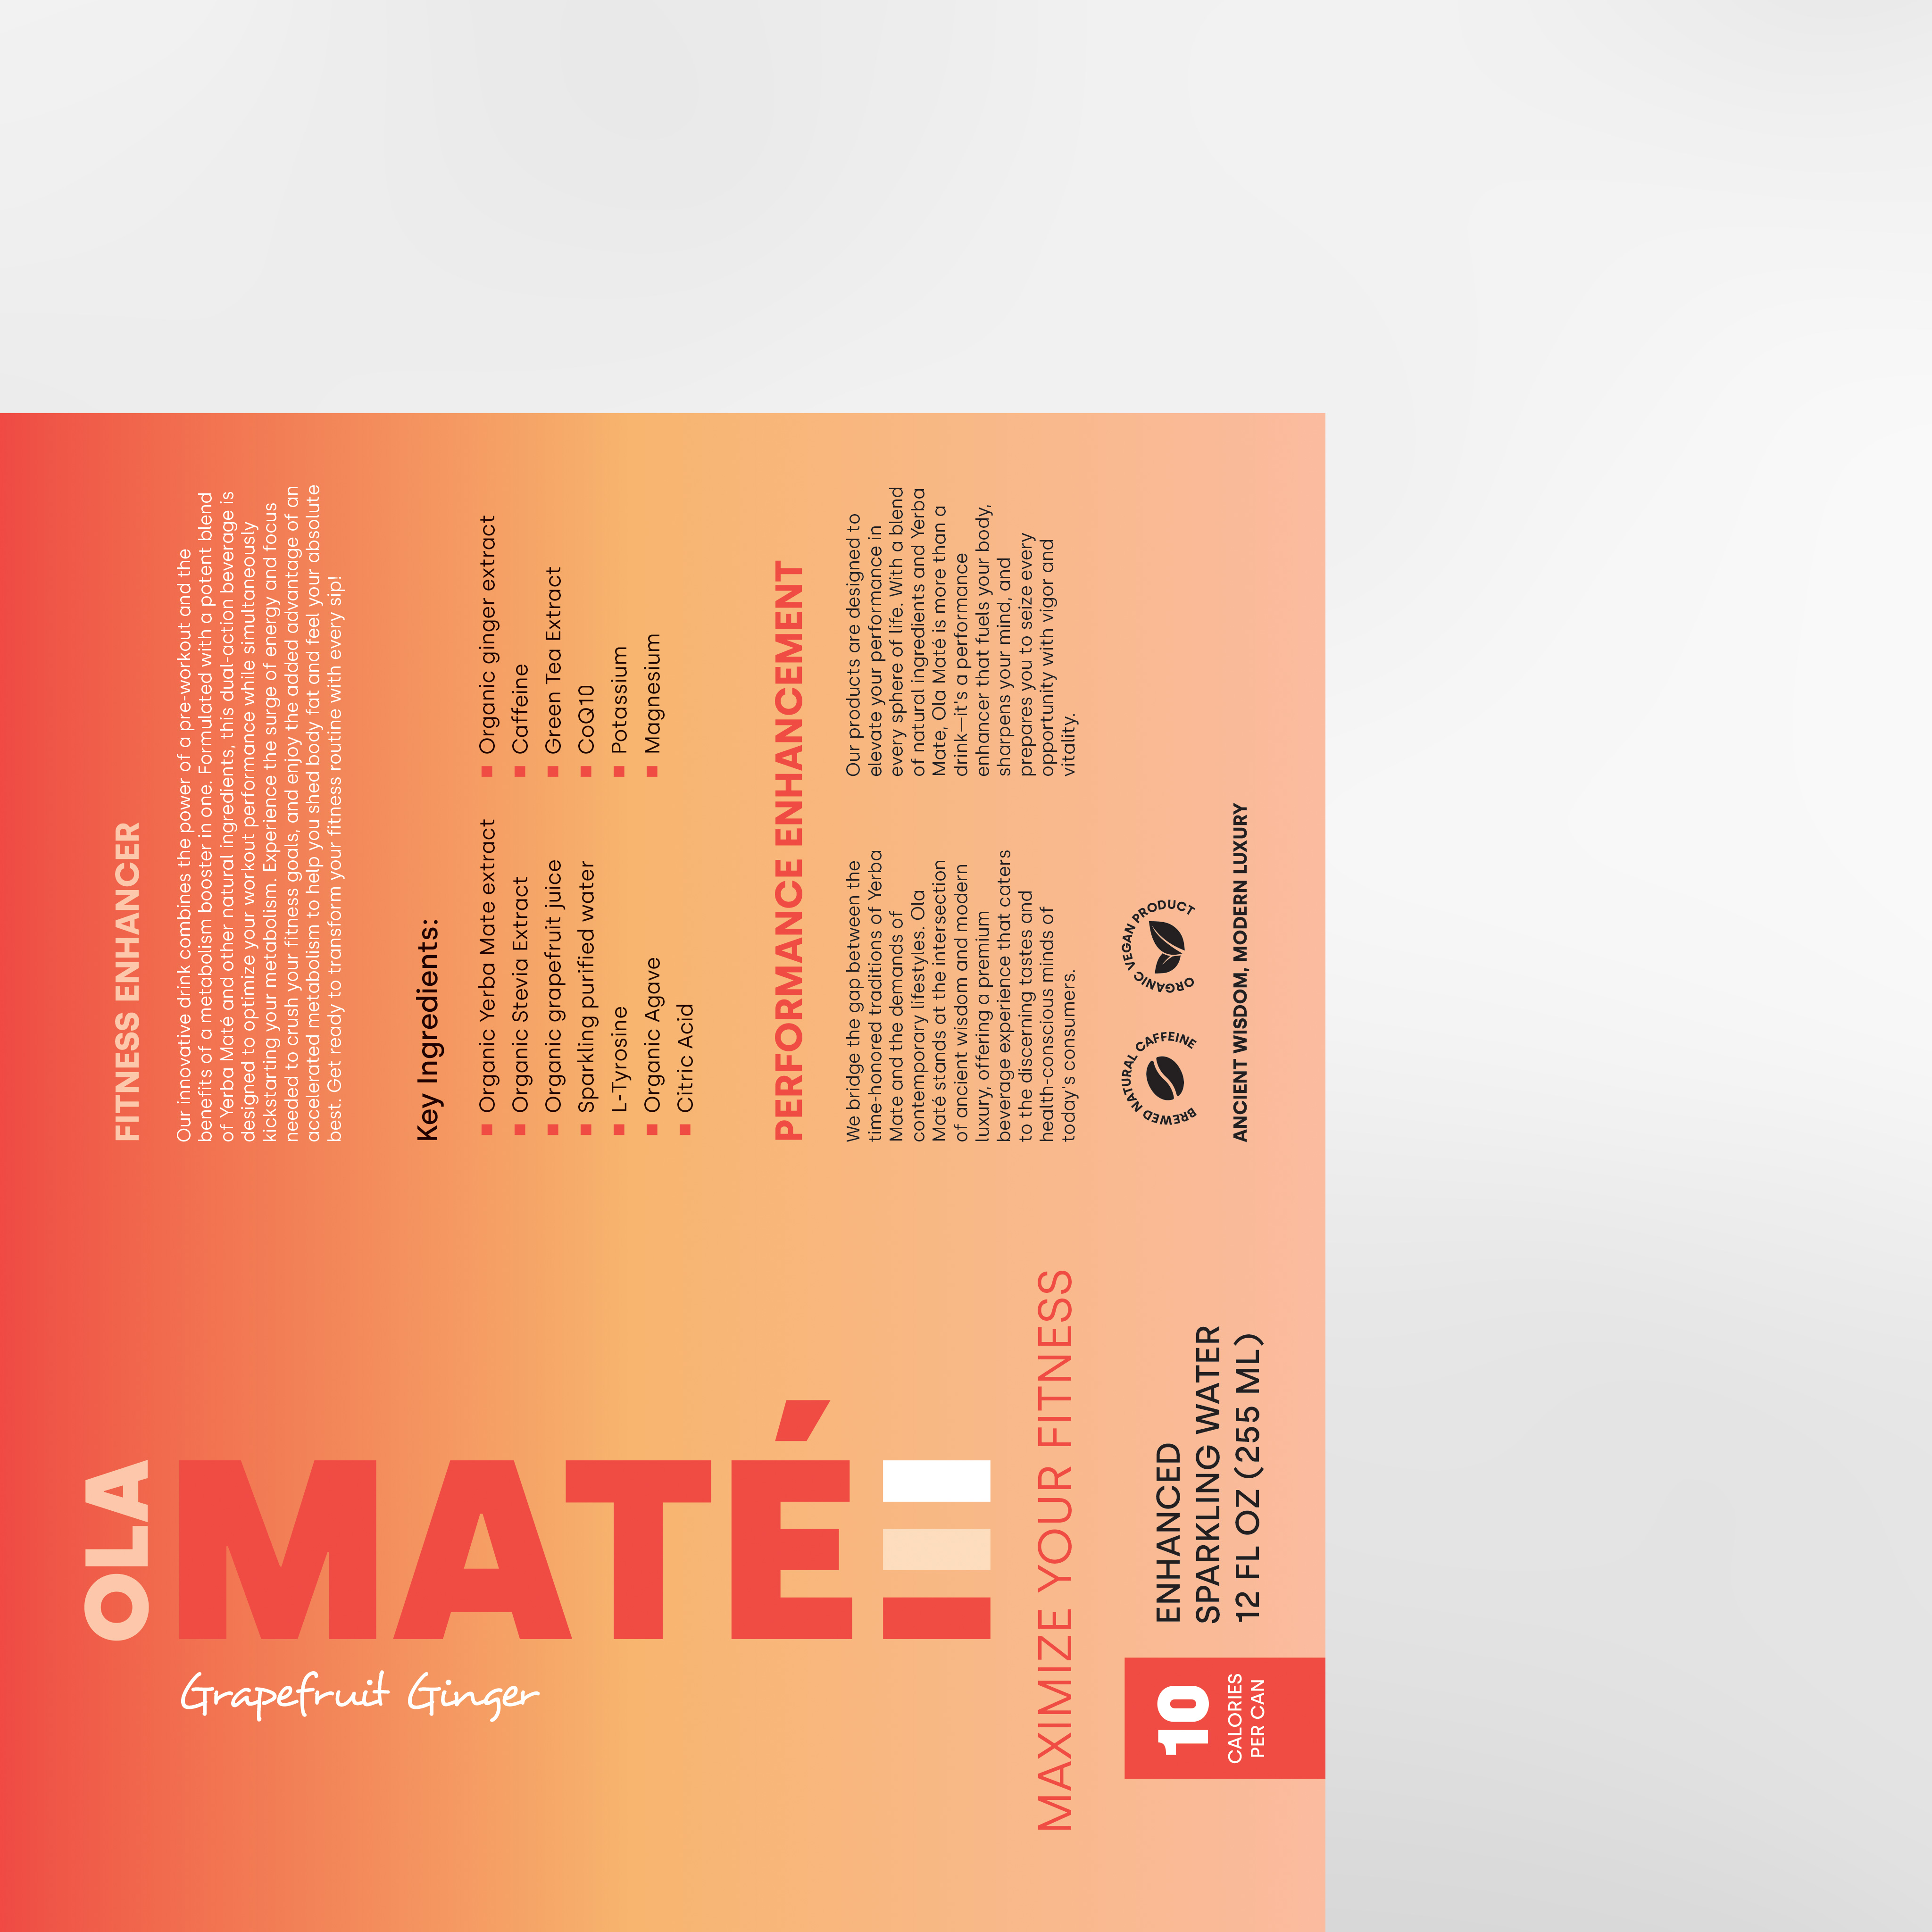 OLA
MATÉ
Grapefruit Ginger
MAXIMIZE YOUR FITNESS
10
CALORIES
PER CAN
ENHANCED
SPARKLING WATER
12 FL OZ (255 ML)
FITNESS ENHANCER
Our innovative drink combines the power of a pre-workout and the
benefits of a metabolism booster in one. Formulated with a potent blend
of Yerba Maté and other natural ingredients, this dual-action beverage is
designed to optimize your workout performance while simultaneously
kickstarting your metabolism. Experience the surge of energy and focus
needed to crush your fitness goals, and enjoy the added advantage of an
accelerated metabolism to help you shed body fat and feel your absolute
best. Get ready to transform your fitness routine with every sip!
Key Ingredients:
Organic Yerba Mate extract
Organic Stevia Extract
Organic grapefruit juice
Sparkling purified water
L-Tyrosine
Organic Agave
Citric Acid
Organic ginger extract
Caffeine
Green Tea Extract
CoQ10
Potassium
Magnesium
PERFORMANCE ENHANCEMENT
We bridge the gap between the
time-honored traditions of Yerba
Mate and the demands of
contemporary lifestyles. Ola
Maté stands at the intersection
of ancient wisdom and modern
luxury, offering a premium
beverage experience that caters
to the discerning tastes and
health-conscious minds of
today's consumers.
Our products are designed to
elevate your performance in
every sphere of life. With a blend
of natural ingredients and Yerba
Mate, Ola Maté is more than a
drink—it's a performance
enhancer that fuels your body,
sharpens your mind, and
prepares you to seize every
opportunity with vigor and
vitality.
BREWED NATURAL CAFFEINE
ORGANIC VEGAN PRODUCT
ANCIENT WISDOM, MODERN LUXURY